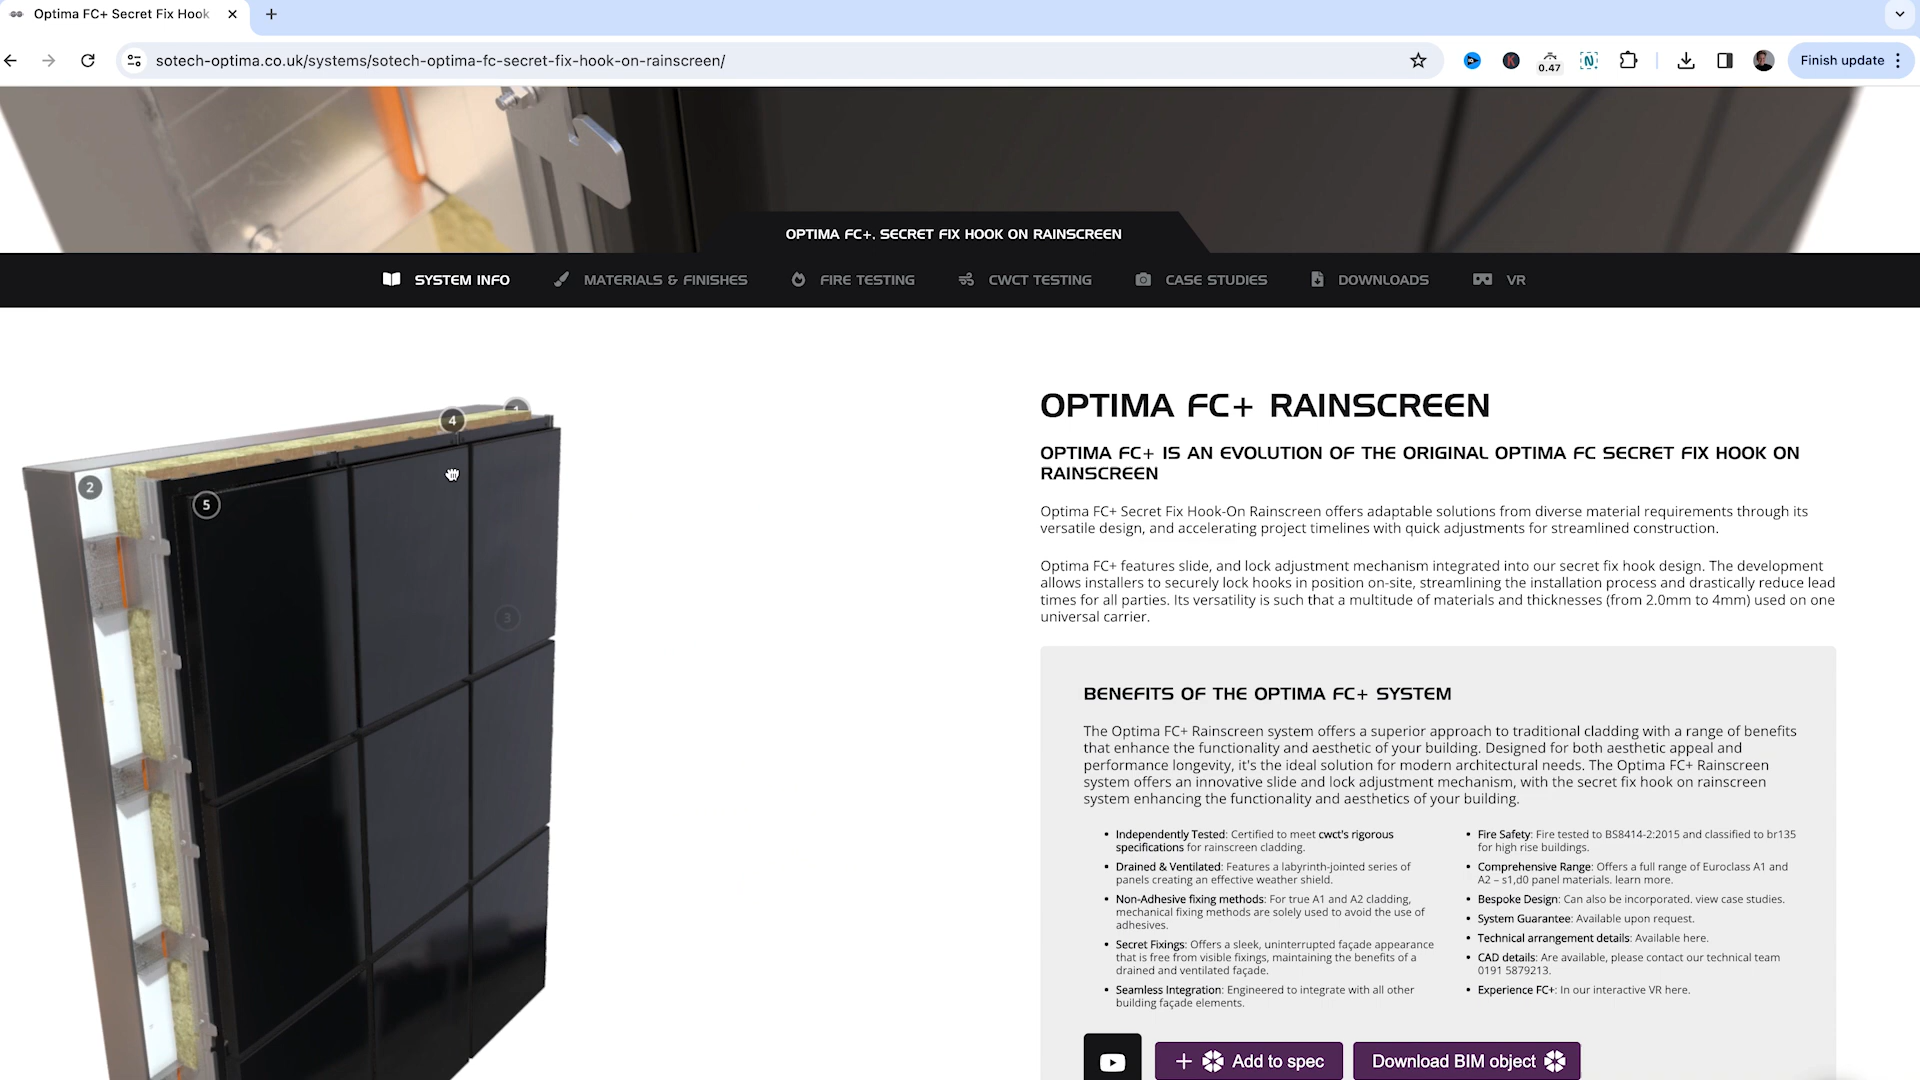 Optima FC+ Secret Fix Hook
sotech-optima.co.uk/systems/sotech-optima-fc-secret-fix-hook-on-rainscreen/
0.47
Finish update
OPTIMA FC+, SECRET FIX HOOK ON RAINSCREEN
SYSTEM INFO
MATERIALS & FINISHES
FIRE TESTING
CWCT TESTING
CASE STUDIES
DOWNLOADS
VR
1
4
2
5
3
OPTIMA FC+ RAINSCREEN
OPTIMA FC+ IS AN EVOLUTION OF THE ORIGINAL OPTIMA FC SECRET FIX HOOK ON
RAINSCREEN
Optima FC+ Secret Fix Hook-On Rainscreen offers adaptable solutions from diverse material requirements through its
versatile design, and accelerating project timelines with quick adjustments for streamlined construction.
Optima FC+ features slide, and lock adjustment mechanism integrated into our secret fix hook design. The development
allows installers to securely lock hooks in position on-site, streamlining the installation process and drastically reduce lead
times for all parties. Its versatility is such that a multitude of materials and thicknesses (from 2.0mm to 4mm) used on one
universal carrier.
BENEFITS OF THE OPTIMA FC+ SYSTEM
The Optima FC+ Rainscreen system offers a superior approach to traditional cladding with a range of benefits
that enhance the functionality and aesthetic of your building. Designed for both aesthetic appeal and
performance longevity, it's the ideal solution for modern architectural needs. The Optima FC+ Rainscreen
system offers an innovative slide and lock adjustment mechanism, with the secret fix hook on rainscreen
system enhancing the functionality and aesthetics of your building.
• Independently Tested: Certified to meet cwct's rigorous
specifications for rainscreen cladding.
• Drained & Ventilated: Features a labyrinth-jointed series of
panels creating an effective weather shield.
• Non-Adhesive fixing methods: For true A1 and A2 cladding,
mechanical fixing methods are solely used to avoid the use of
adhesives.
• Secret Fixings: Offers a sleek, uninterrupted façade appearance
that is free from visible fixings, maintaining the benefits of a
drained and ventilated façade.
• Seamless Integration: Engineered to integrate with all other
building façade elements.
• Fire Safety: Fire tested to BS8414-2:2015 and classified to br135
for high rise buildings.
• Comprehensive Range: Offers a full range of Euroclass A1 and
A2 – s1,d0 panel materials. learn more.
• Bespoke Design: Can also be incorporated. view case studies.
• System Guarantee: Available upon request.
• Technical arrangement details: Available here.
• CAD details: Are available, please contact our technical team
0191 5879213.
• Experience FC+: In our interactive VR here.
+ Add to spec
Download BIM object